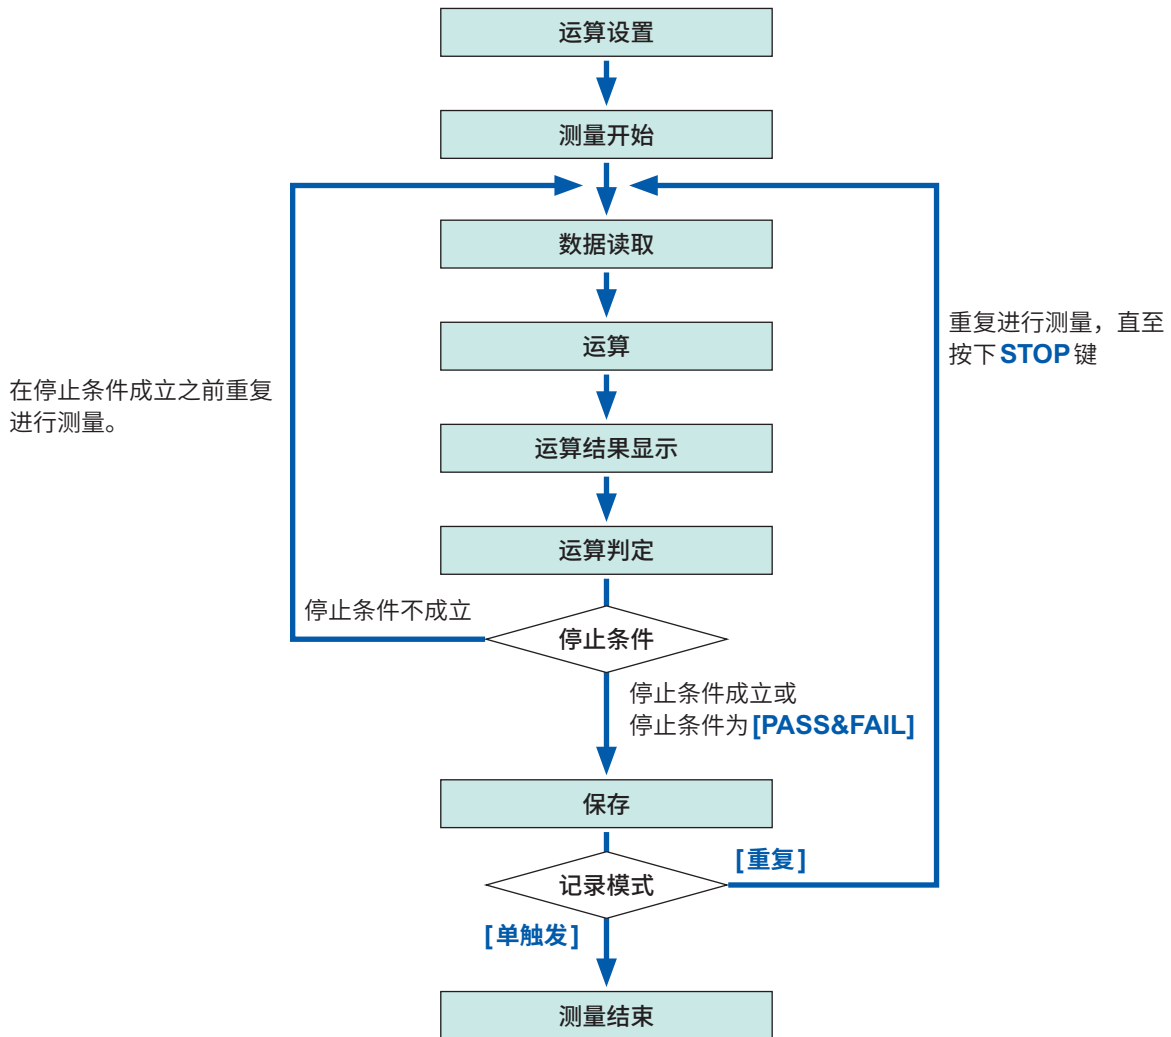 运算设置
测量开始
数据读取
重复进行测量，直至
按下STOP键
运算
在停止条件成立之前重复
进行测量。
运算结果显示
运算判定
停止条件不成立
停止条件
停止条件成立或
停止条件为[PASS&FAIL]
保存
[重复]
记录模式
[单触发]
测量结束